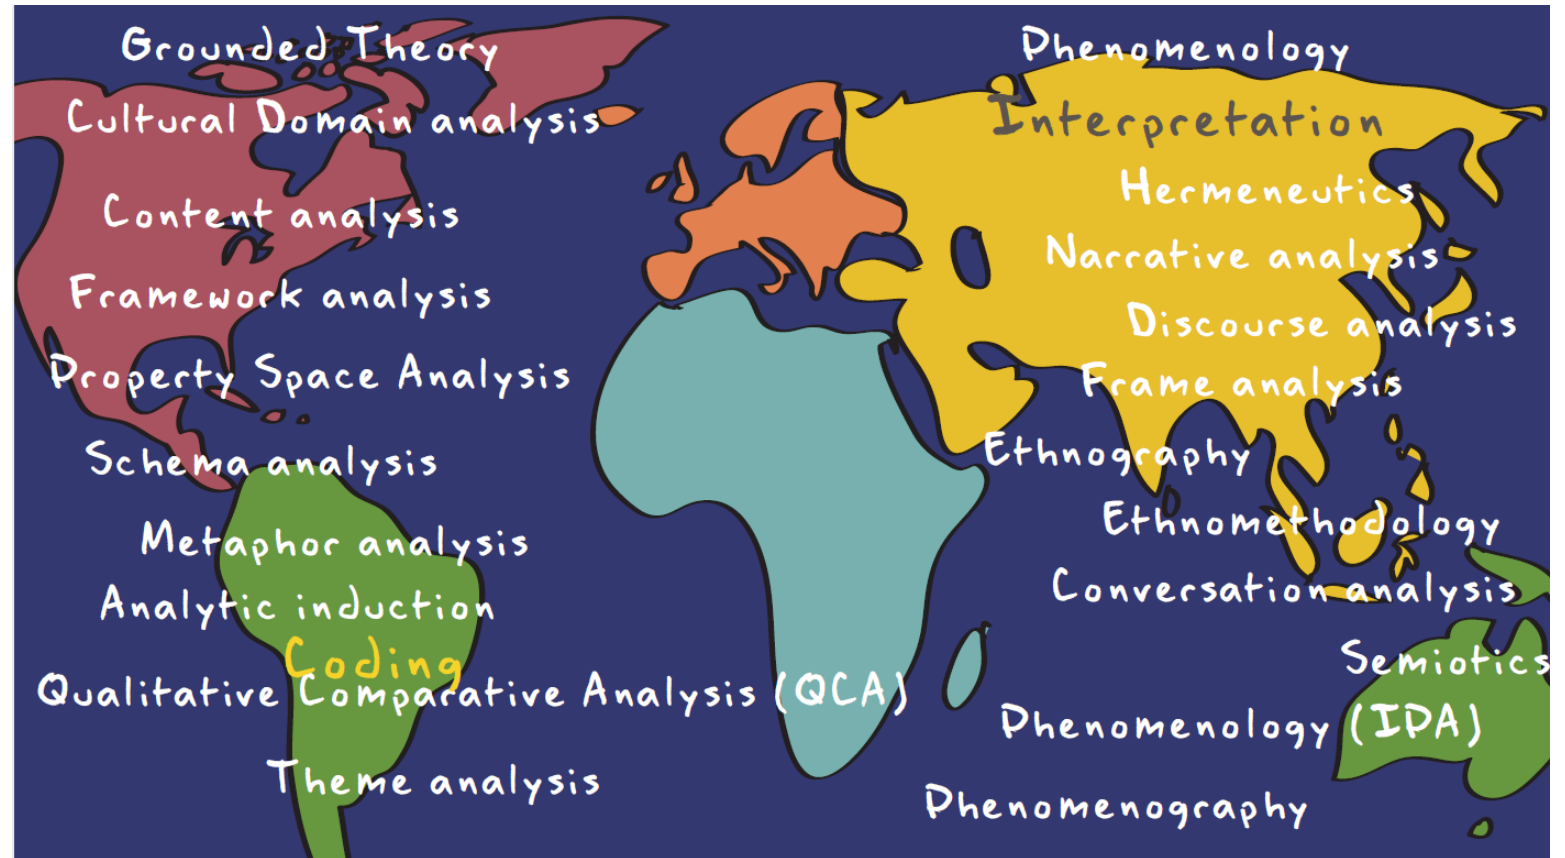 Grounded Theory
Cultural Domain analysis
Content analysis
Framework analysis
Property Space Analysis
Schema analysis
Metaphor analysis
Analytic induction
Coding
Qualitative Comparative Analysis (QCA)
Theme analysis
Phenomenology
Interpretation
Hermeneutics
Narrative analysis
Discourse analysis
Frame analysis
Ethnography
Ethnomethodology
Conversation analysis
Semiotics
Phenomenology (IPA)
Phenomenography